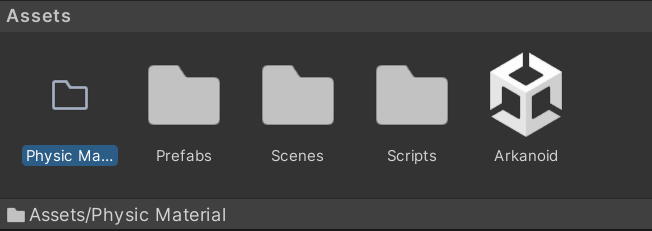 Assets
Physic Ma...
Prefabs
Scenes
Scripts
Arkanoid
Assets/Physic Material